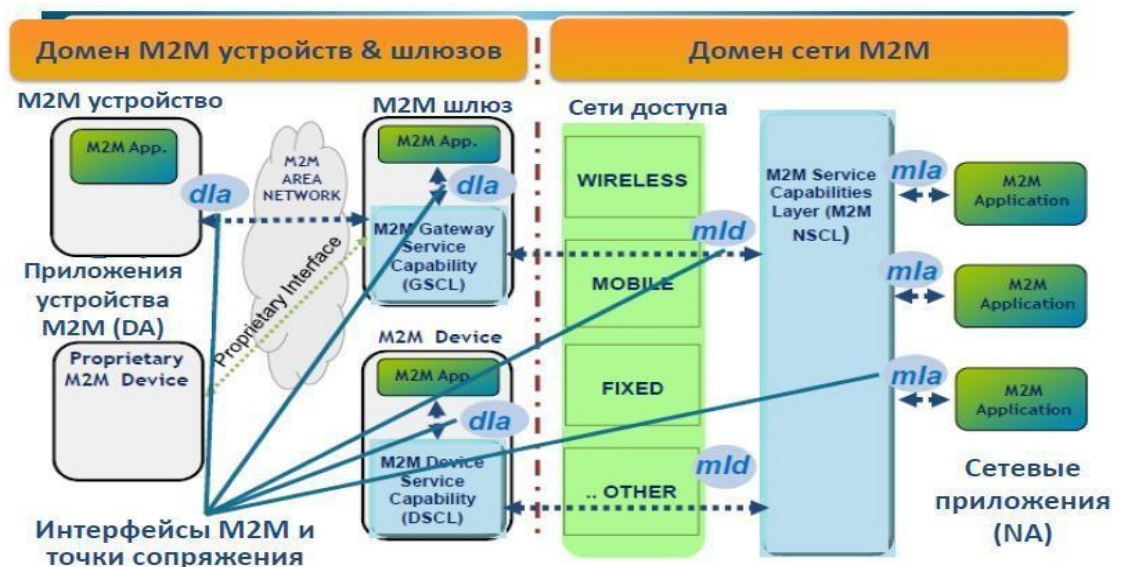 Домен M2M устройств & шлюзов
Домен сети M2M
M2M устройство
M2M App.
dla
Приложения
устройства
M2M (DA)
Proprietary
M2M Device
M2M
AREA
NETWORK
Proprietary Interface
M2M шлюз
M2M App.
dla
M2M Gateway
Service
Capability
(GSCL)
M2M Device
M2M App
dla
M2M Device
Service
Capability
(DSCL)
Интерфейсы M2M и
точки сопряжения
Сети доступа
WIRELESS
MOBILE
FIXED
.. OTHER
mId
mId
M2M Service
Capabilities
Layer (M2M
NSCL)
mla
M2M
Application
mla
M2M
Application
mla
M2M
Application
Сетевые
приложения
(NA)